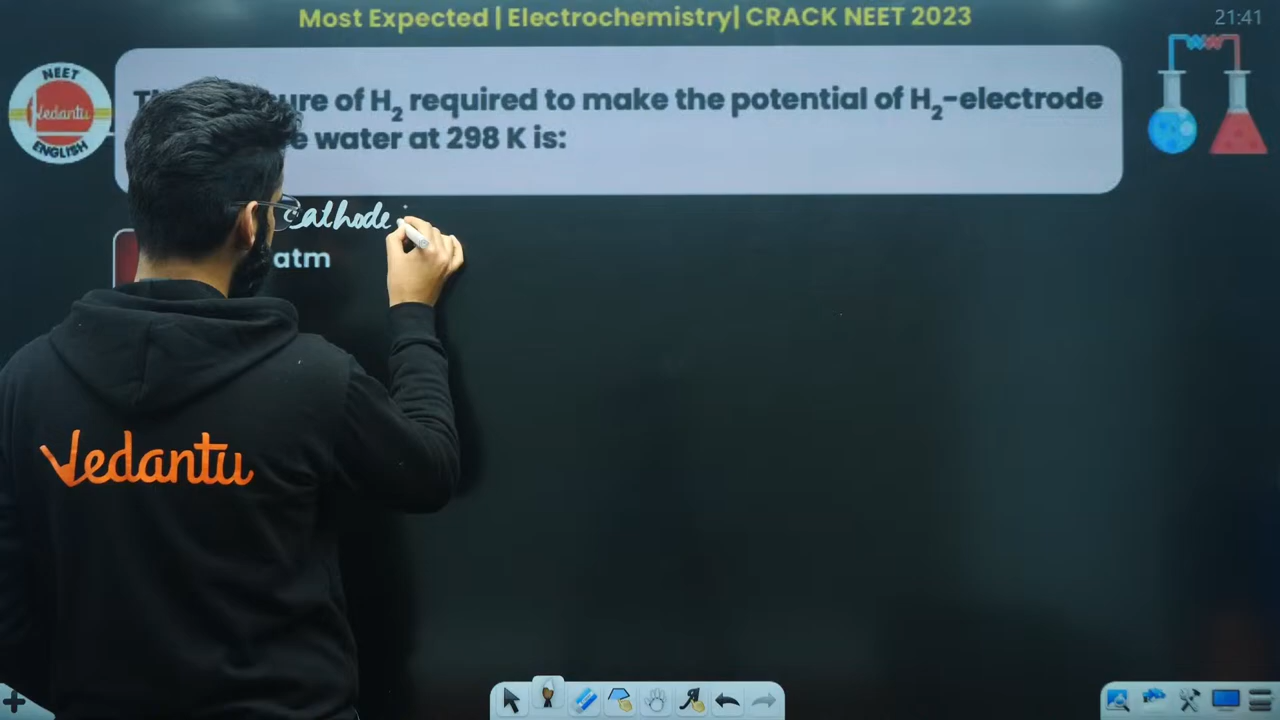 Most Expected | Electrochemistry| CRACK NEET 2023
21:41
NEET
Vedantu
ENGLISH
of H2 required to make the potential of H2-electrode
water at 298 K is:
Cathode
atm
Vedantu